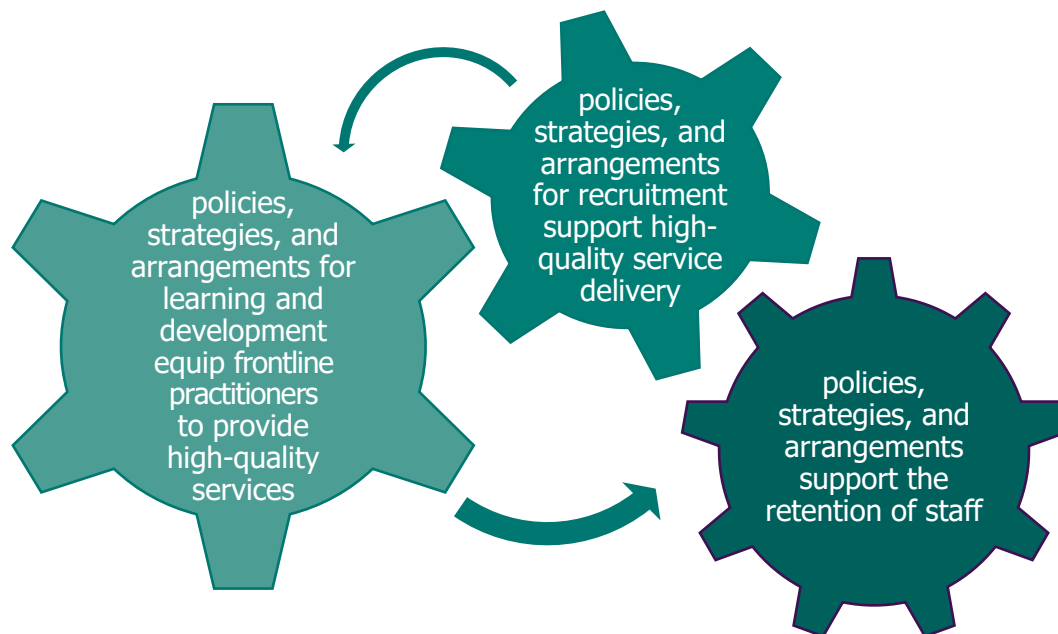 policies,
strategies, and
arrangements
for recruitment
support high-
quality service
delivery
policies,
strategies, and
arrangements for
learning and
development
equip frontline
practitioners
to provide
high-quality
services
policies,
strategies, and
arrangements
support the
retention of staff